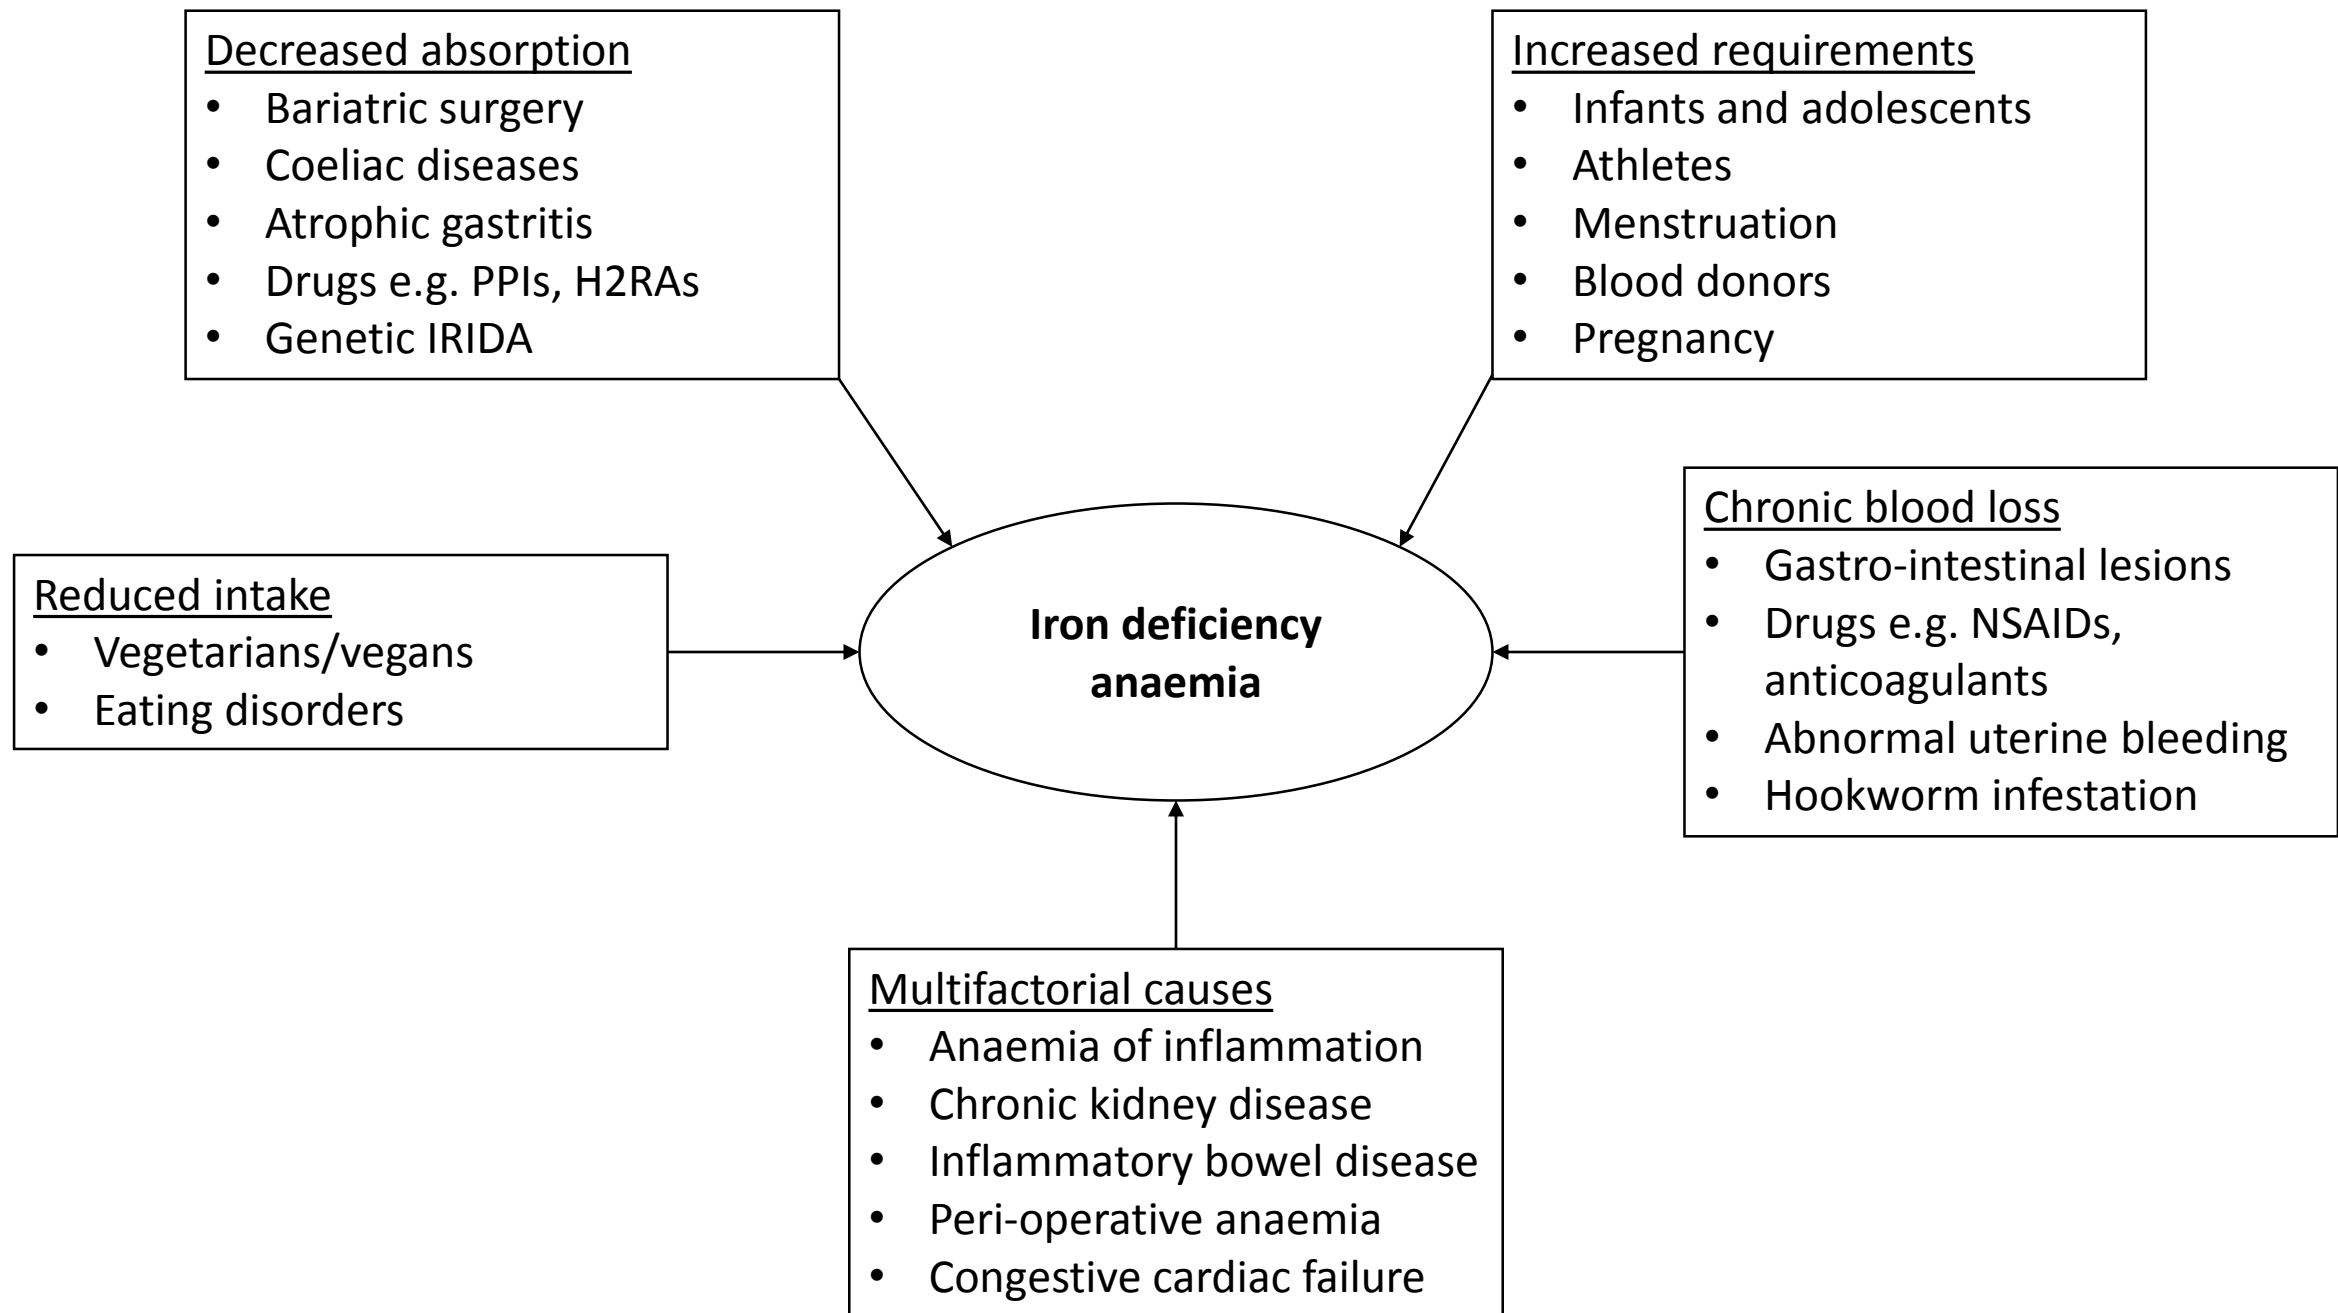 Decreased absorption
• Bariatric surgery
• Coeliac diseases
• Atrophic gastritis
• Drugs e.g. PPIs, H2RAs
• Genetic IRIDA
Increased requirements
• Infants and adolescents
• Athletes
• Menstruation
• Blood donors
• Pregnancy
Reduced intake
• Vegetarians/vegans
• Eating disorders
Iron deficiency
anaemia
Chronic blood loss
• Gastro-intestinal lesions
• Drugs e.g. NSAIDs,
anticoagulants
• Abnormal uterine bleeding
• Hookworm infestation
Multifactorial causes
• Anaemia of inflammation
• Chronic kidney disease
• Inflammatory bowel disease
• Peri-operative anaemia
• Congestive cardiac failure